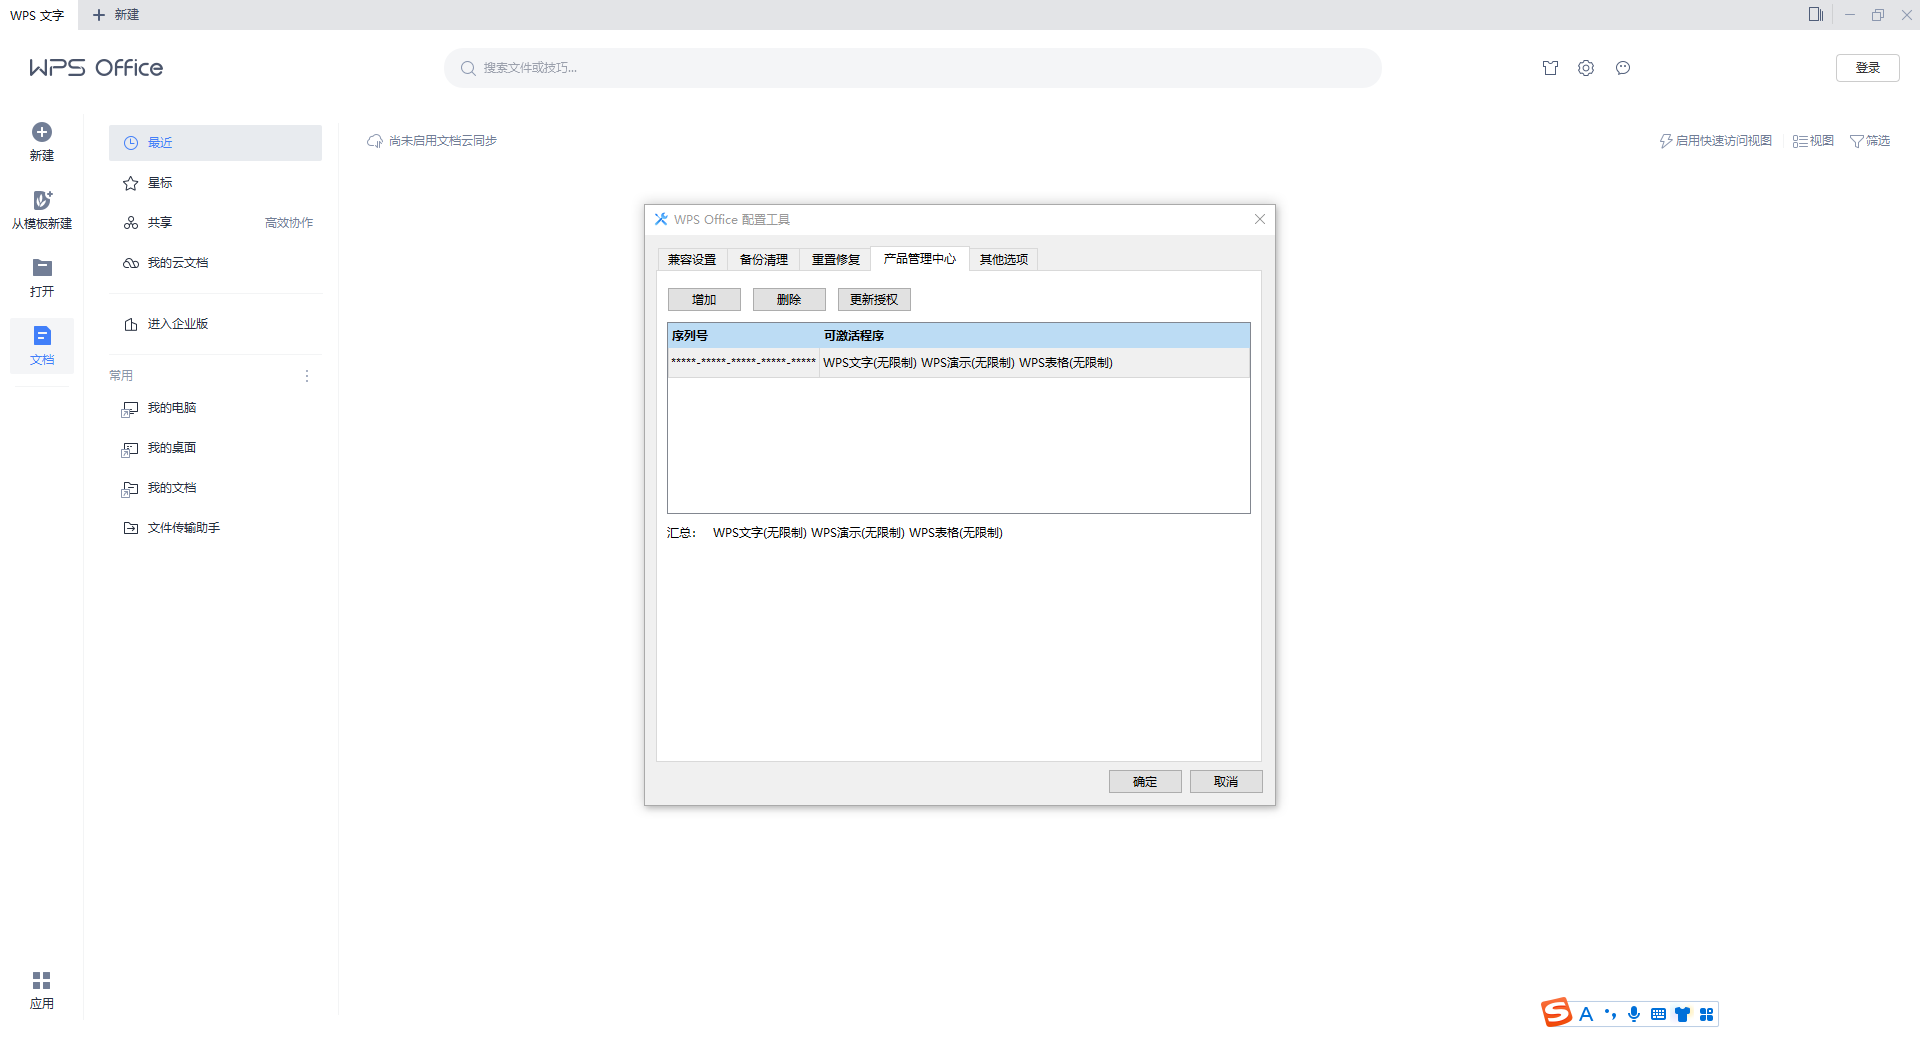 WPS 文字
新建
WPS Office
搜索文件或技巧...
登录
新建
从模板新建
打开
文档
应用
最近
星标
共享 高效协作
我的云文档
进入企业版
常用
我的电脑
我的桌面
我的文档
文件传输助手
尚未启用文档云同步
启用快速访问视图 视图 筛选
WPS Office 配置工具
兼容设置 备份清理 重置修复 产品管理中心 其他选项
增加 删除 更新授权
序列号 可激活程序
*****-*****-*****-*****-***** WPS文字(无限制) WPS演示(无限制) WPS表格(无限制)
汇总: WPS文字(无限制) WPS演示(无限制) WPS表格(无限制)
确定 取消
S A